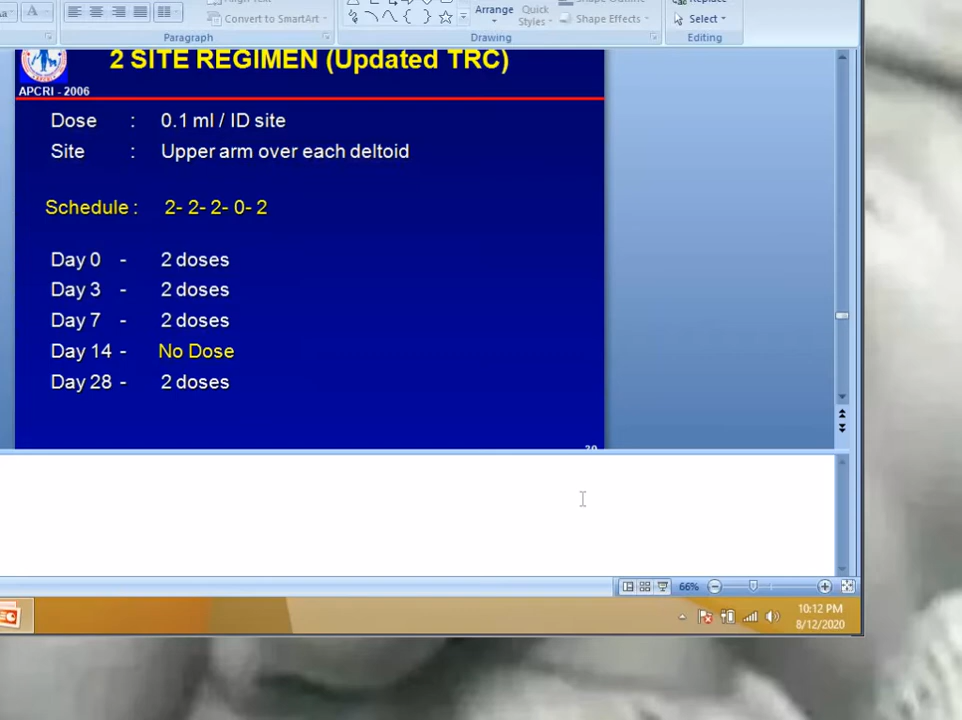 Convert to SmartArt
Arrange
Quick
Styles
Shape Effects
Select
Paragraph
Drawing
Editing
2 SITE REGIMEN (Updated TRC)
APCRI - 2006
Dose : 0.1 ml / ID site
Site : Upper arm over each deltoid
Schedule : 2- 2- 2- 0- 2
Day 0 - 2 doses
Day 3 - 2 doses
Day 7 - 2 doses
Day 14 - No Dose
Day 28 - 2 doses
66%
10:12 PM
8/12/2020